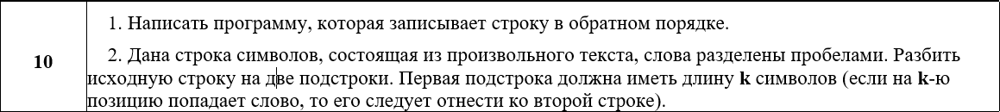 1. Написать программу, которая записывает строку в обратном порядке.
10
2. Дана строка символов, состоящая из произвольного текста, слова разделены пробелами. Разбить
исходную строку на две подстроки. Первая подстрока должна иметь длину k символов (если на k-ю
позицию попадает слово, то его следует отнести ко второй строке).